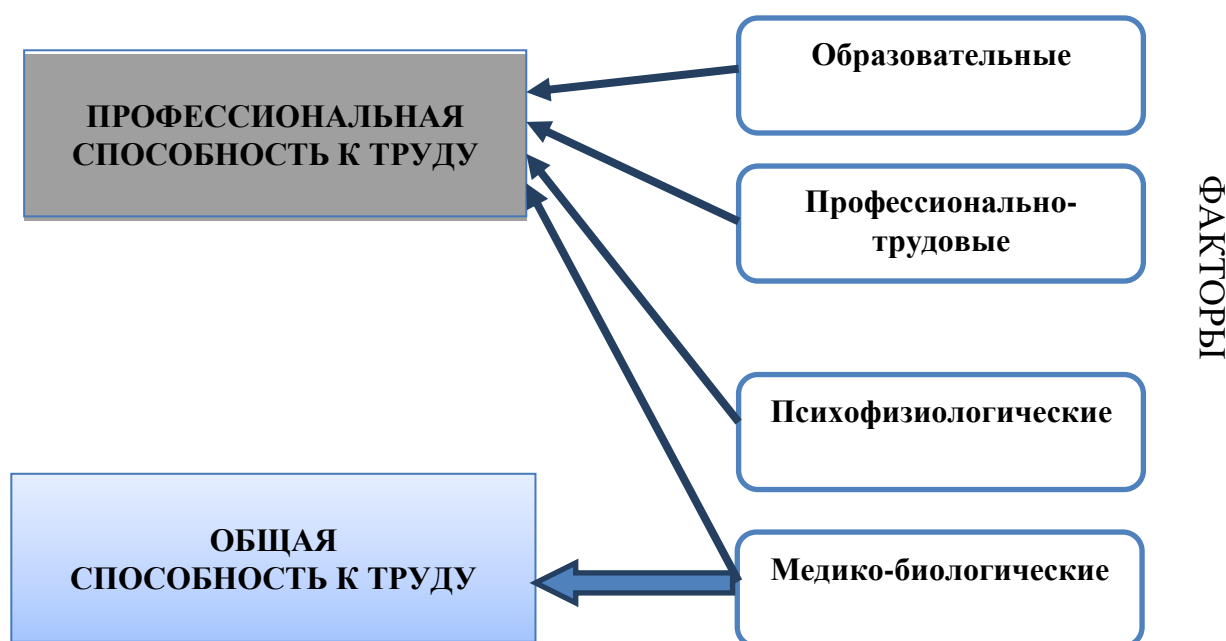 ПРОФЕССИОНАЛЬНАЯ
СПОСОБНОСТЬ К ТРУДУ
ОБЩАЯ
СПОСОБНОСТЬ К ТРУДУ
Образовательные
Профессионально-
трудовые
Психофизиологические
Медико-биологические
ФАКТОРЫ